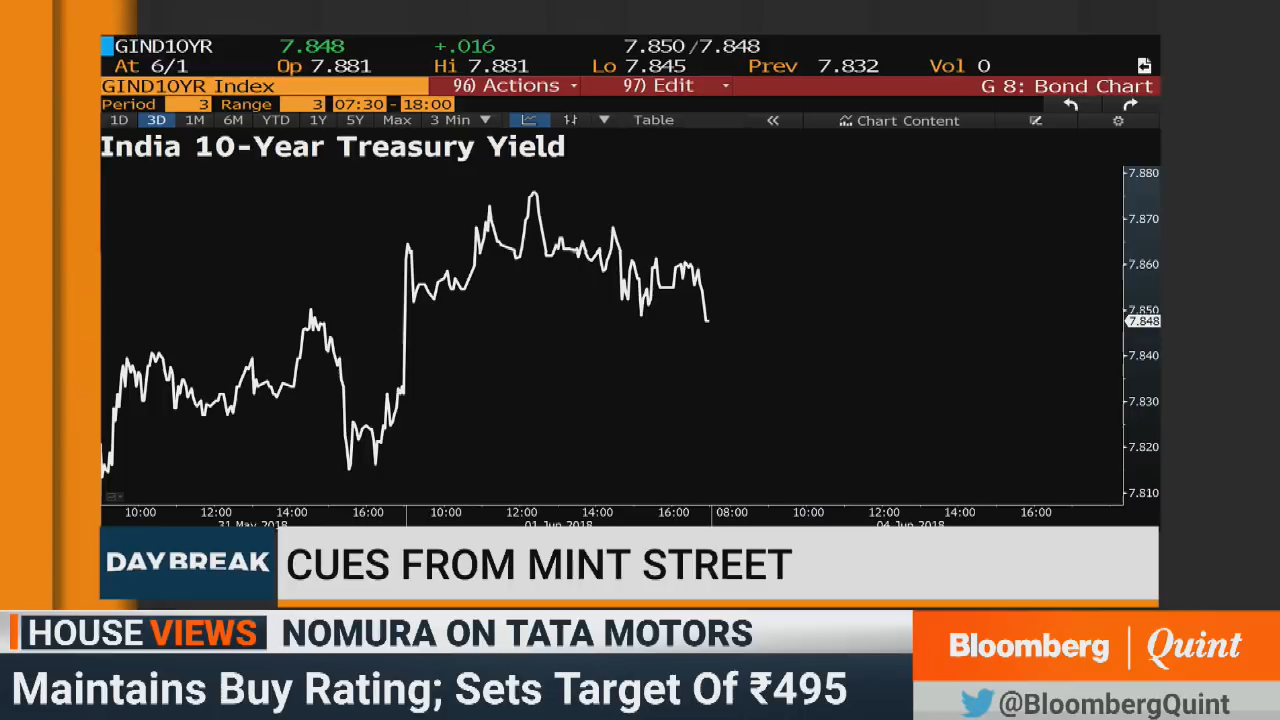 GIND10YR 7.848 +.016 7.850/7.848
At 6/1 Op 7.881 Hi 7.881 Lo 7.845 Prev 7.832 Vol 0
GIND10YR Index 96) Actions 97) Edit G 8: Bond Chart
Period 3 Range 3 07:30 - 18:00
1D 3D 1M 6M YTD 1Y 5Y Max 3 Min Table « Chart Content
India 10-Year Treasury Yield
7.880
7.870
7.860
7.850
7.848
7.840
7.830
7.820
7.810
10:00 12:00 14:00 16:00 10:00 12:00 14:00 16:00 08:00 10:00 12:00 14:00 16:00
31 May 2018 01 Jun 2018 04 Jun 2018
DAYBREAK CUES FROM MINT STREET
HOUSE VIEWS NOMURA ON TATA MOTORS
Maintains Buy Rating; Sets Target Of ₹495
Bloomberg | Quint
@BloombergQuint